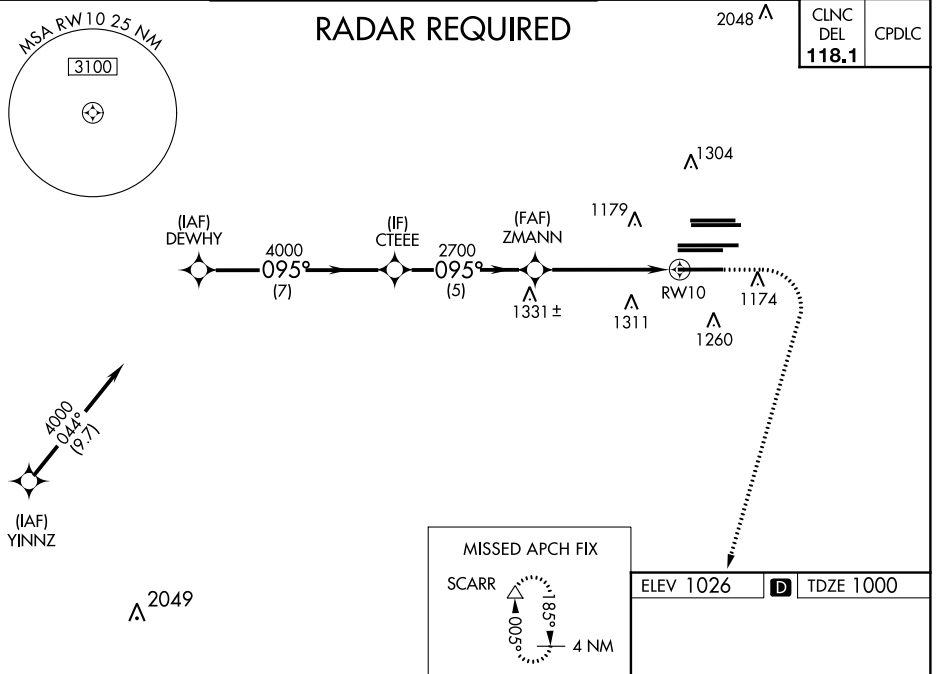 RADAR REQUIRED
2048
CLNC
DEL
118.1
CPDLC
MSA RW10 25 NM
3100
1304
1179
(IAF)
DEWHY
4000
095°
(7)
(IF)
CTEEE
2700
095°
(5)
(FAF)
ZMANN
1331 ±
1311
RW10
1174
1260
4000
044°
(9.7)
(IAF)
YINNZ
2049
MISSED APCH FIX
SCARR
005°
185°
4 NM
ELEV 1026
D
TDZE 1000